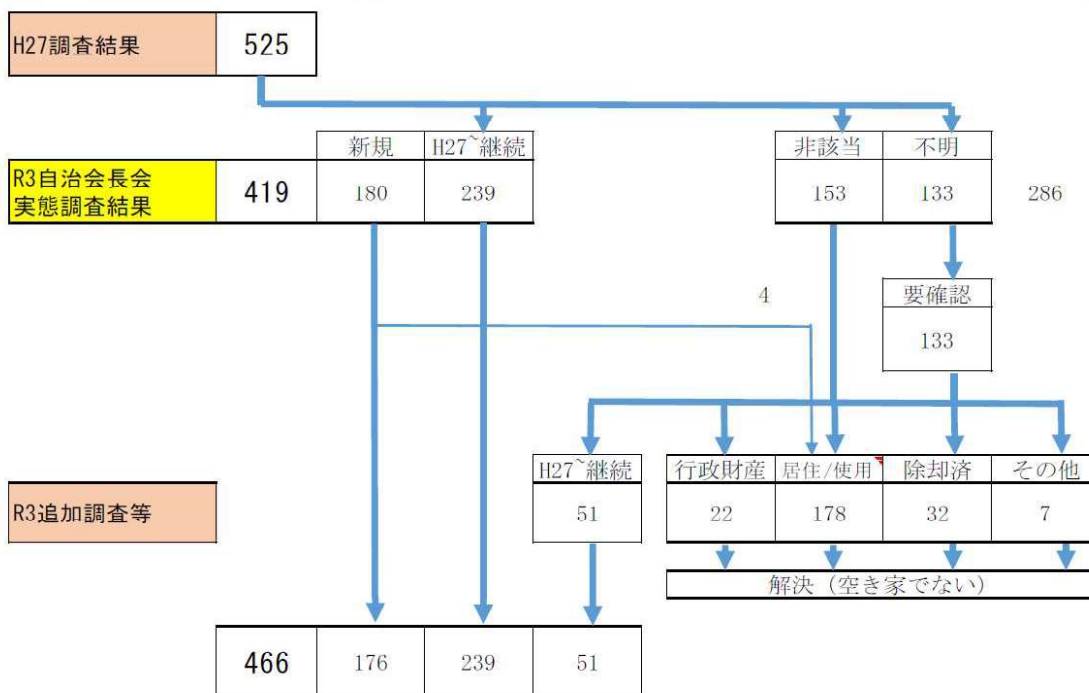 H27調査結果 525
新規 H27~継続 非該当 不明
R3自治会長会
実態調査結果 419 180 239 153 133 286
4 要確認
133
H27~継続 行政財産 居住/使用 除却済 その他
R3追加調査等 51 22 178 32 7
解決（空き家でない）
466 176 239 51